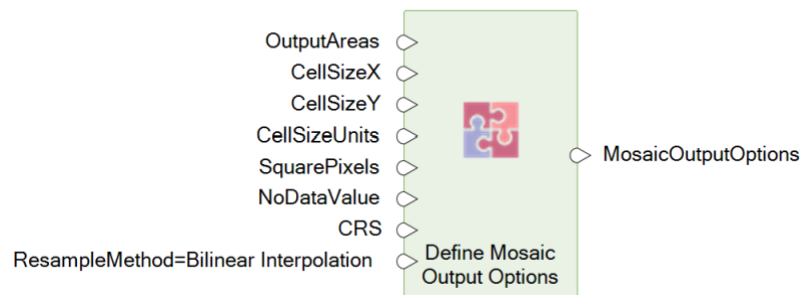 OutputAreas
CellSizeX
CellSizeY
CellSizeUnits
SquarePixels
NoDataValue
CRS
ResampleMethod=Bilinear Interpolation
Define Mosaic
Output Options
MosaicOutputOptions